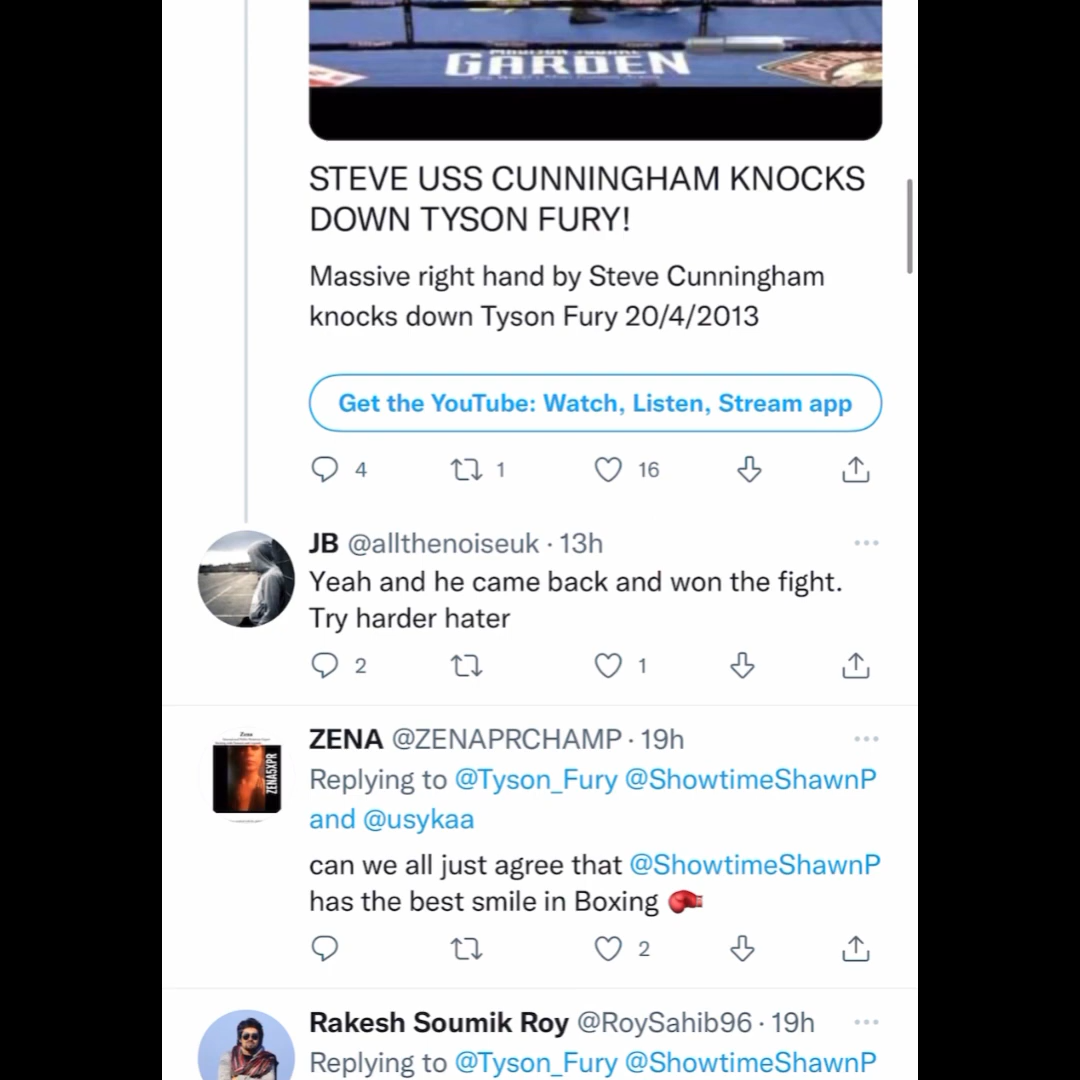 MADISON SQUARE
GARDEN
STEVE USS CUNNINGHAM KNOCKS
DOWN TYSON FURY!
Massive right hand by Steve Cunningham
knocks down Tyson Fury 20/4/2013
Get the YouTube: Watch, Listen, Stream app
4 1 16
JB @allthenoiseuk · 13h
Yeah and he came back and won the fight.
Try harder hater
2 1
Zena
ZENA5XPR
ZENA @ZENAPRCHAMP · 19h
Replying to @Tyson_Fury @ShowtimeShawnP
and @usykaa
can we all just agree that @ShowtimeShawnP
has the best smile in Boxing 🥊
2
Rakesh Soumik Roy @RoySahib96 · 19h
Replying to @Tyson_Fury @ShowtimeShawnP